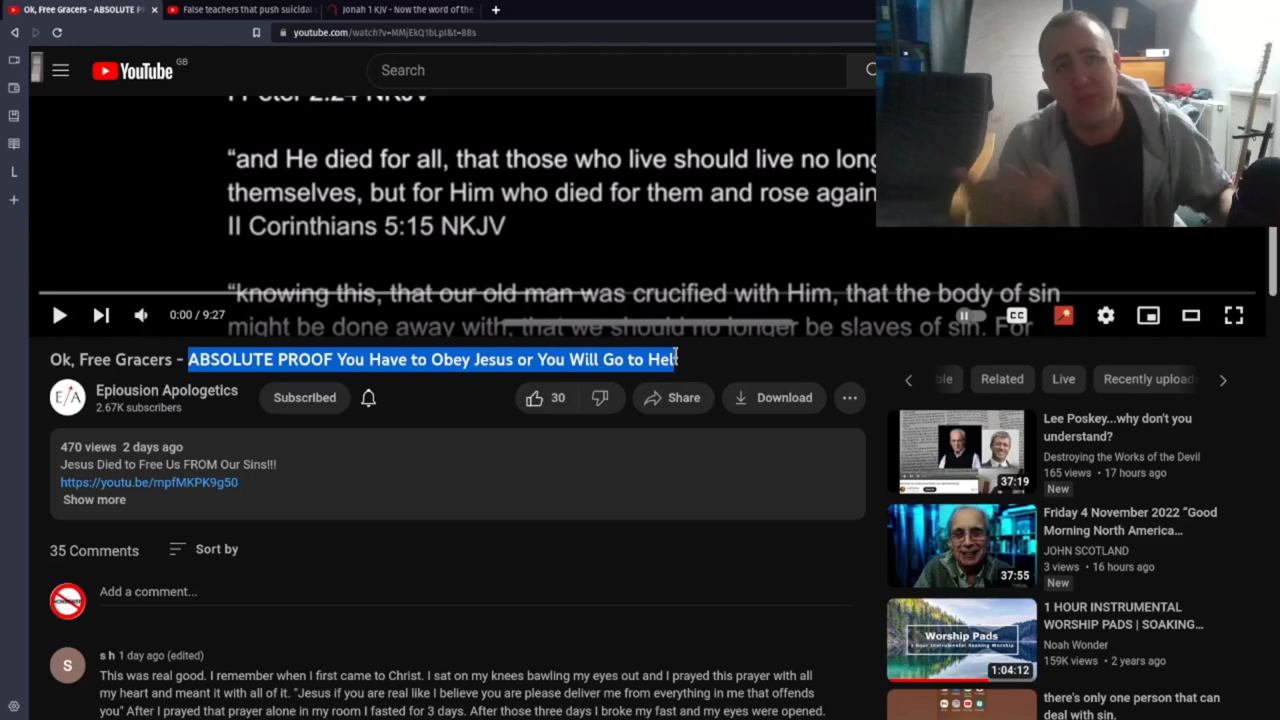 Ok, Free Gracers - ABSOLUTE P
False teachers that push suicidal
Jonah 1 KJV - Now the word of the
youtube.com/watch?v=MMjEkQ1bLpI&t=88s
YouTube GB
Search
II Peter 2:24 NKJV
“and He died for all, that those who live should live no long
themselves, but for Him who died for them and rose again
II Corinthians 5:15 NKJV
“knowing this, that our old man was crucified with Him, that the body of sin
might be done away with, that we should no longer be slaves of sin. For
0:00 / 9:27
CC
Ok, Free Gracers - ABSOLUTE PROOF You Have to Obey Jesus or You Will Go to Hell
E/A
Epiousion Apologetics
2.67K subscribers
Subscribed
30
Share
Download
470 views 2 days ago
Jesus Died to Free Us FROM Our Sins!!!
https://youtu.be/mpfMKPK9g50
Show more
35 Comments
Sort by
Add a comment...
S
s h 1 day ago (edited)
This was real good. I remember when I first came to Christ. I sat on my knees bawling my eyes out and I prayed this prayer with all
my heart and meant it with all of it. "Jesus if you are real like I believe you are please deliver me from everything in me that offends
you" After I prayed that prayer alone in my room I fasted for 3 days. After those three days I broke my fast and my eyes were opened.
ble
Related
Live
Recently upload
Lee Poskey...why don't you
understand?
Destroying the Works of the Devil
165 views • 17 hours ago
New
37:19
Friday 4 November 2022 “Good
Morning North America...
JOHN SCOTLAND
3 views • 16 hours ago
New
37:55
1 HOUR INSTRUMENTAL
WORSHIP PADS | SOAKING...
Noah Wonder
159K views • 2 years ago
Worship Pads
1 Hour Instrumental Soaking Worship
1:04:12
there's only one person that can
deal with sin.
L